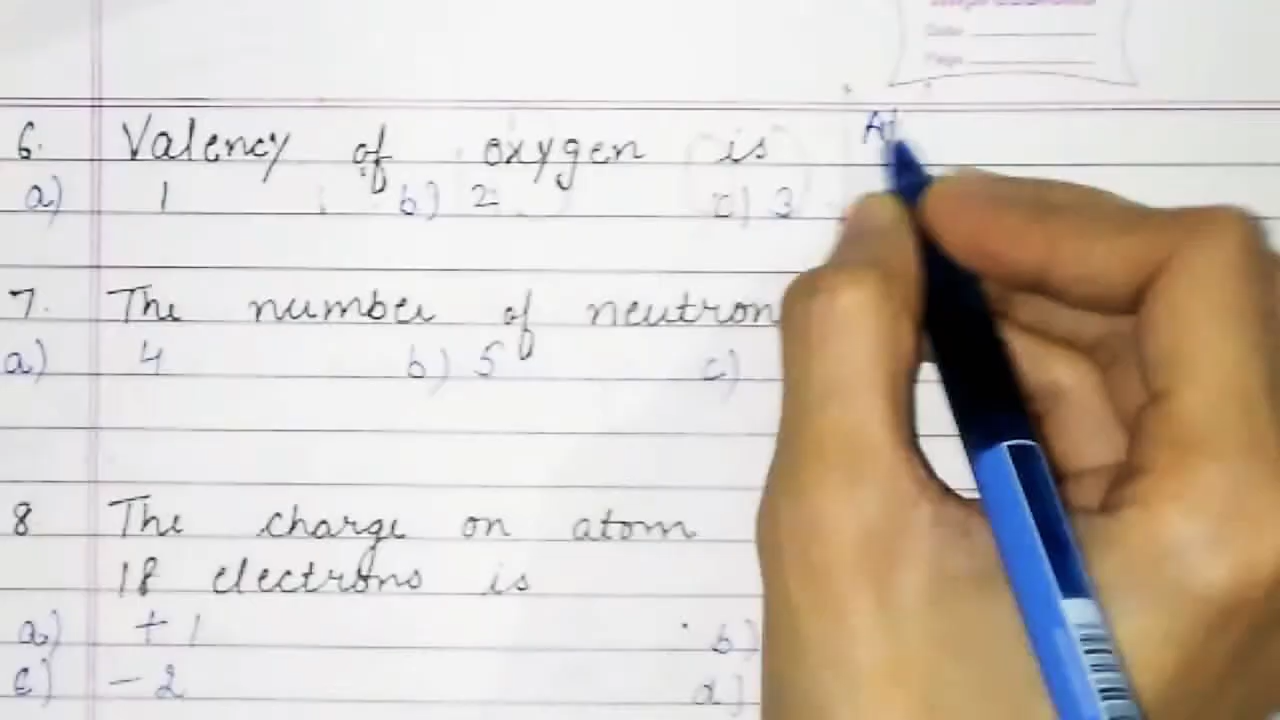 Date:
Page:
6. Valency of oxygen is
a) 1 b) 2 c) 3
7. The number of neutron
a) 4 b) 5 c)
8 The charge on atom
18 electrons is
a) +1 b)
c) -2 d)